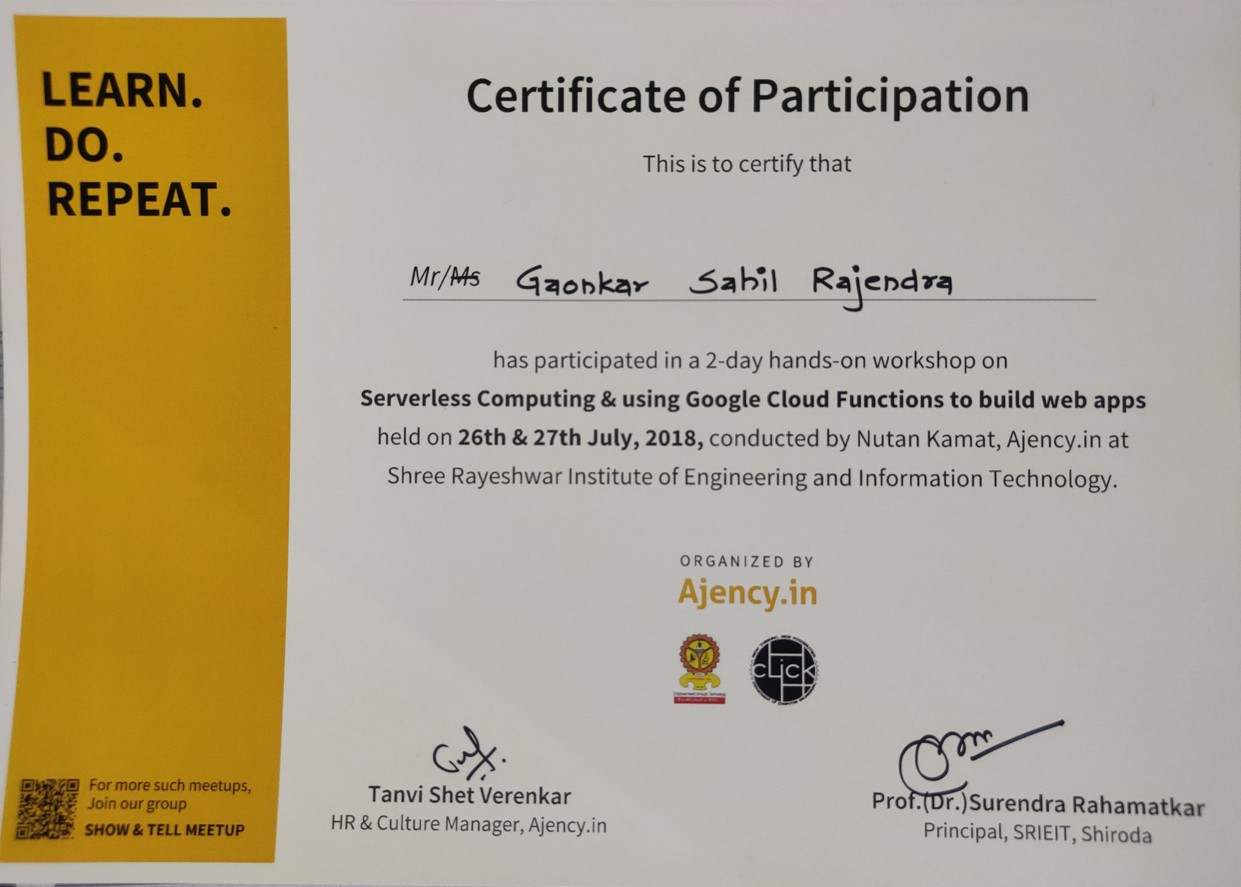 LEARN.
DO.
REPEAT.
Certificate of Participation
This is to certify that
Mr/Ms Gaonkar Sahil Rajendra
has participated in a 2-day hands-on workshop on
Serverless Computing & using Google Cloud Functions to build web apps
held on 26th & 27th July, 2018, conducted by Nutan Kamat, Ajency.in at
Shree Rayeshwar Institute of Engineering and Information Technology.
ORGANIZED BY
Ajency.in
CLiCK
Tanvi Shet Verenkar
HR & Culture Manager, Ajency.in
Prof.(Dr.)Surendra Rahamatkar
Principal, SRIEIT, Shiroda
For more such meetups,
Join our group
SHOW & TELL MEETUP